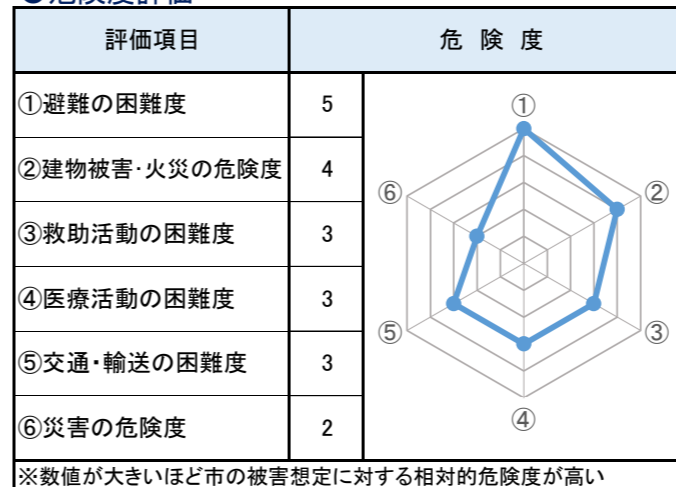 ●危険度評価
評価項目 危 険 度
①避難の困難度 5
②建物被害･火災の危険度 4
③救助活動の困難度 3
④医療活動の困難度 3
⑤交通・輸送の困難度 3
⑥災害の危険度 2
①
②
③
④
⑤
⑥
※数値が大きいほど市の被害想定に対する相対的危険度が高い